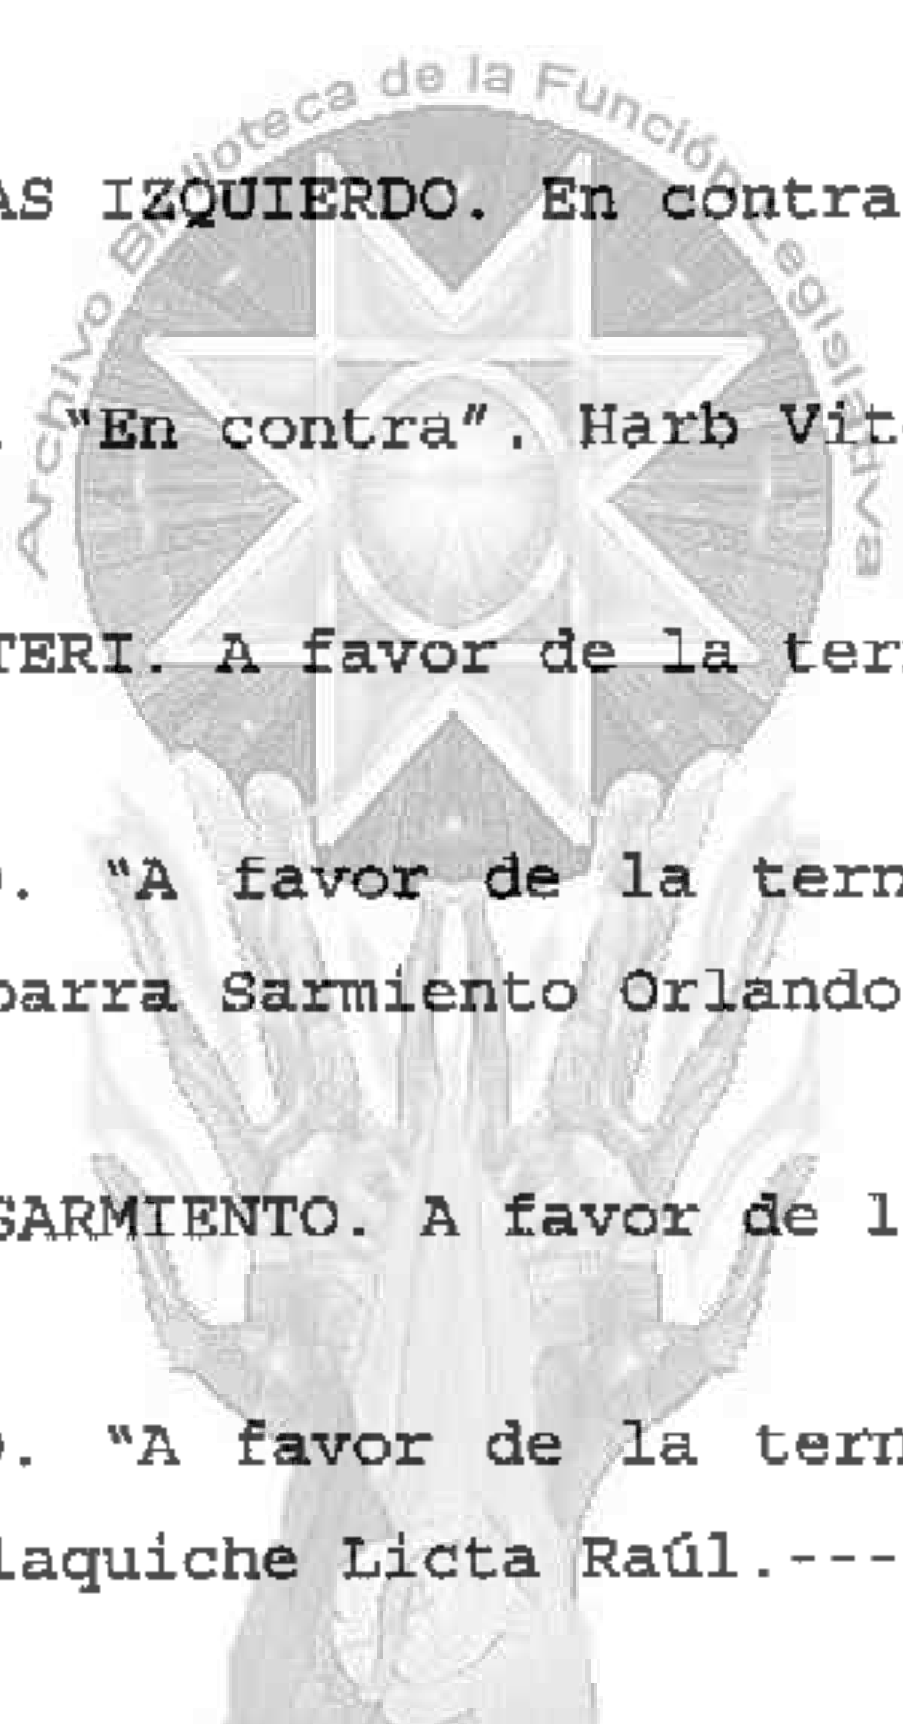 Archivo Biblioteca de la Función Legislativa
AS IZQUIERDO. En contra
"En contra". Harb Vit
TERI. A favor de la ter
. "A favor de la tern
barra Sarmiento Orlando
SARMIENTO. A favor de l
. "A favor de la tern
laquiche Licta Raúl.---